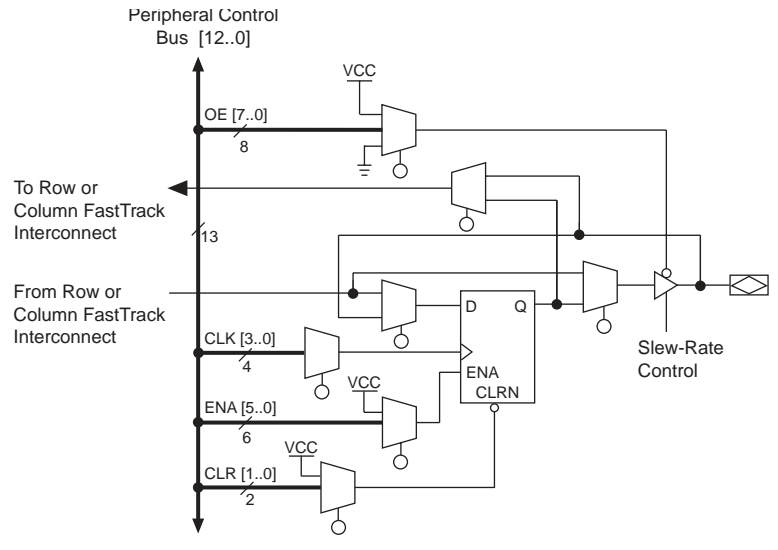 Peripheral Control
Bus [12..0]
VCC
OE [7..0]
8
To Row or
Column FastTrack
Interconnect
13
From Row or
Column FastTrack
Interconnect
D
Q
CLK [3..0]
4
Slew-Rate
Control
ENA
VCC
CLRN
ENA [5..0]
6
VCC
CLR [1..0]
2